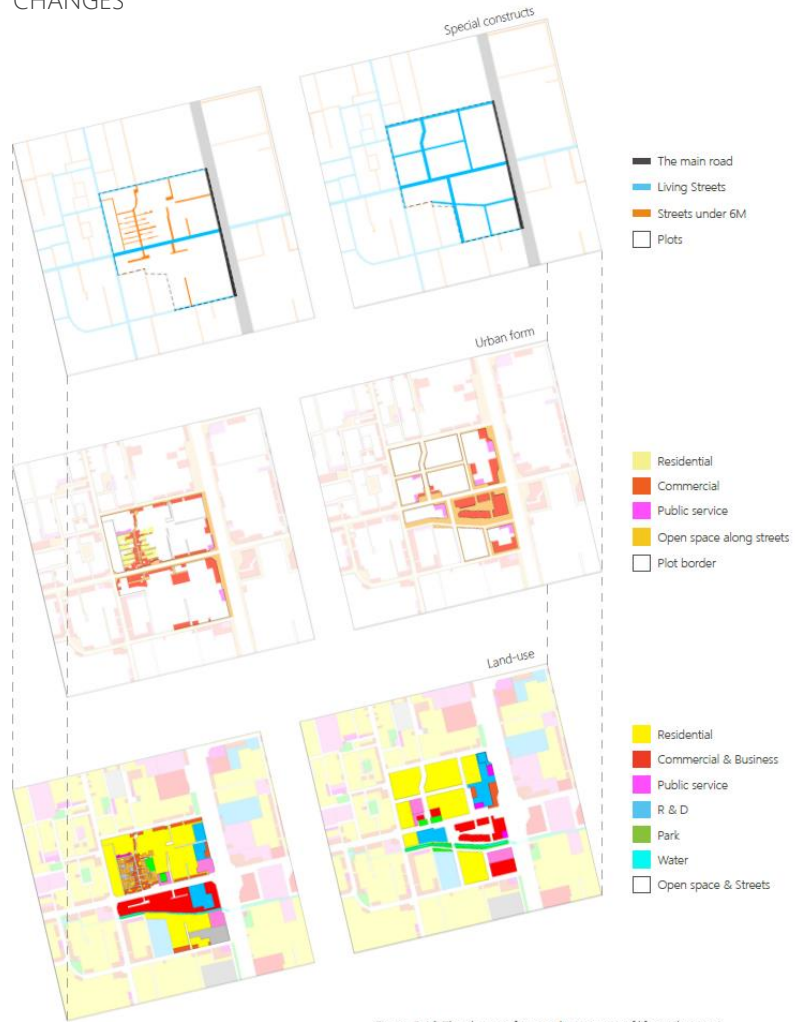 CHANGES
Special constructs
The main road
Living Streets
Streets under 6M
Plots
Urban form
Residential
Commercial
Public service
Open space along streets
Plot border
Land-use
Residential
Commercial & Business
Public service
R & D
Park
Water
Open space & Streets